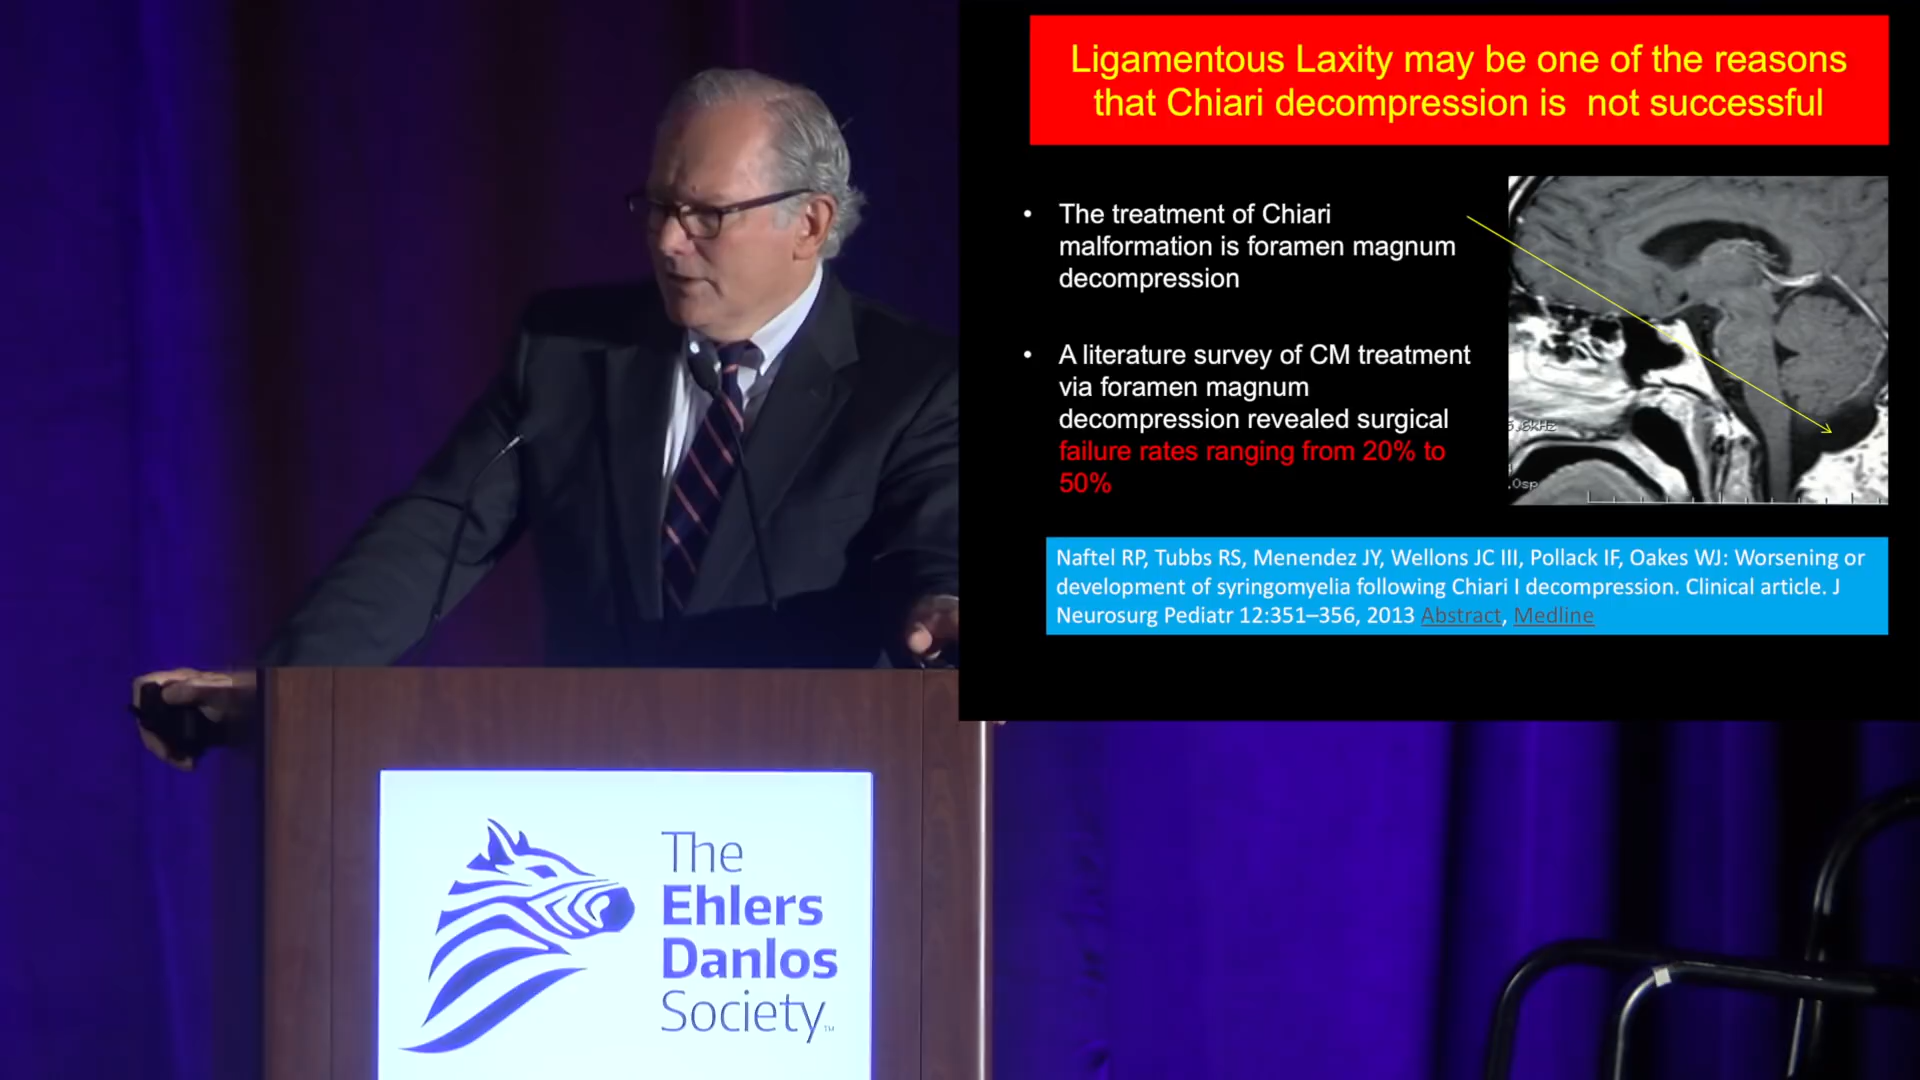 Ligamentous Laxity may be one of the reasons
that Chiari decompression is  not successful
• The treatment of Chiari
malformation is foramen magnum
decompression
• A literature survey of CM treatment
via foramen magnum
decompression revealed surgical
failure rates ranging from 20% to
50%
Naftel RP, Tubbs RS, Menendez JY, Wellons JC III, Pollack IF, Oakes WJ: Worsening or
development of syringomyelia following Chiari I decompression. Clinical article. J
Neurosurg Pediatr 12:351–356, 2013 Abstract, Medline
The
Ehlers
Danlos
Society™